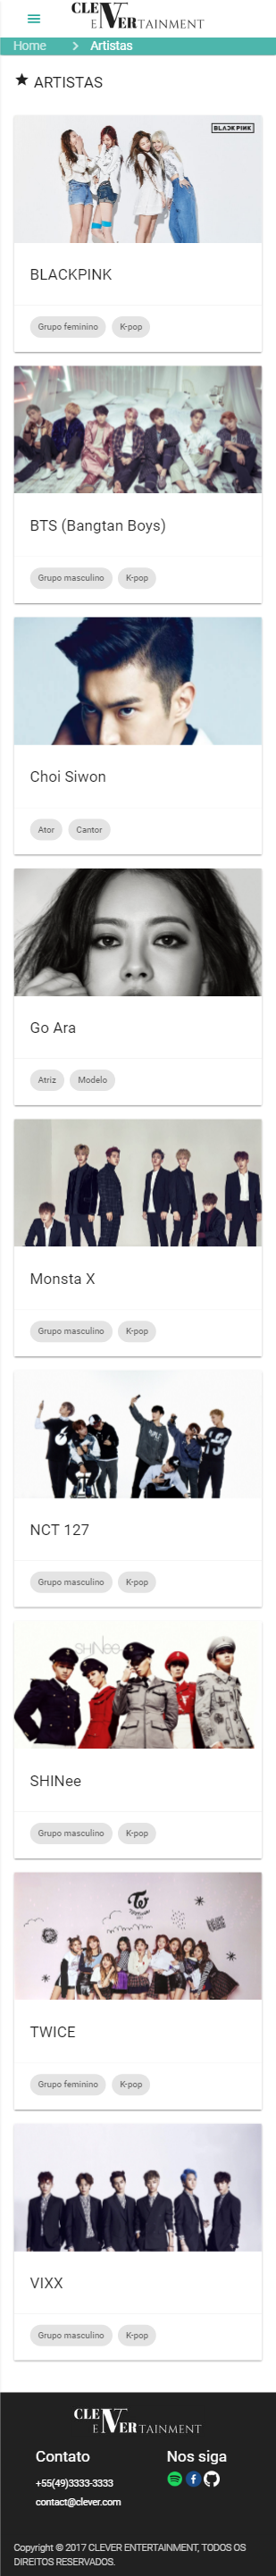 CLEVER
ENTERTAINMENT
Home > Artistas
★ ARTISTAS
BLACKPINK
BLACKPINK
Grupo feminino K-pop
BTS (Bangtan Boys)
Grupo masculino K-pop
Choi Siwon
Ator Cantor
Go Ara
Atriz Modelo
Monsta X
Grupo masculino K-pop
NCT 127
Grupo masculino K-pop
SHINee
SHINee
Grupo masculino K-pop
TWICE
Grupo feminino K-pop
VIXX
Grupo masculino K-pop
CLEVER
ENTERTAINMENT
Contato Nos siga
+55(49)3333-3333
contact@clever.com
Copyright © 2017 CLEVER ENTERTAINMENT, TODOS OS
DIREITOS RESERVADOS.